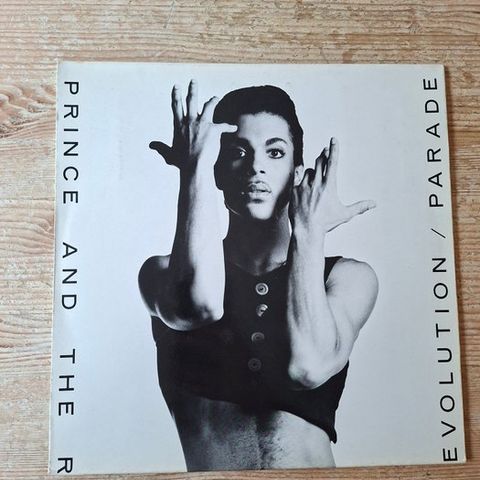 PRINCE AND THE R
EVOLUTION / PARADE